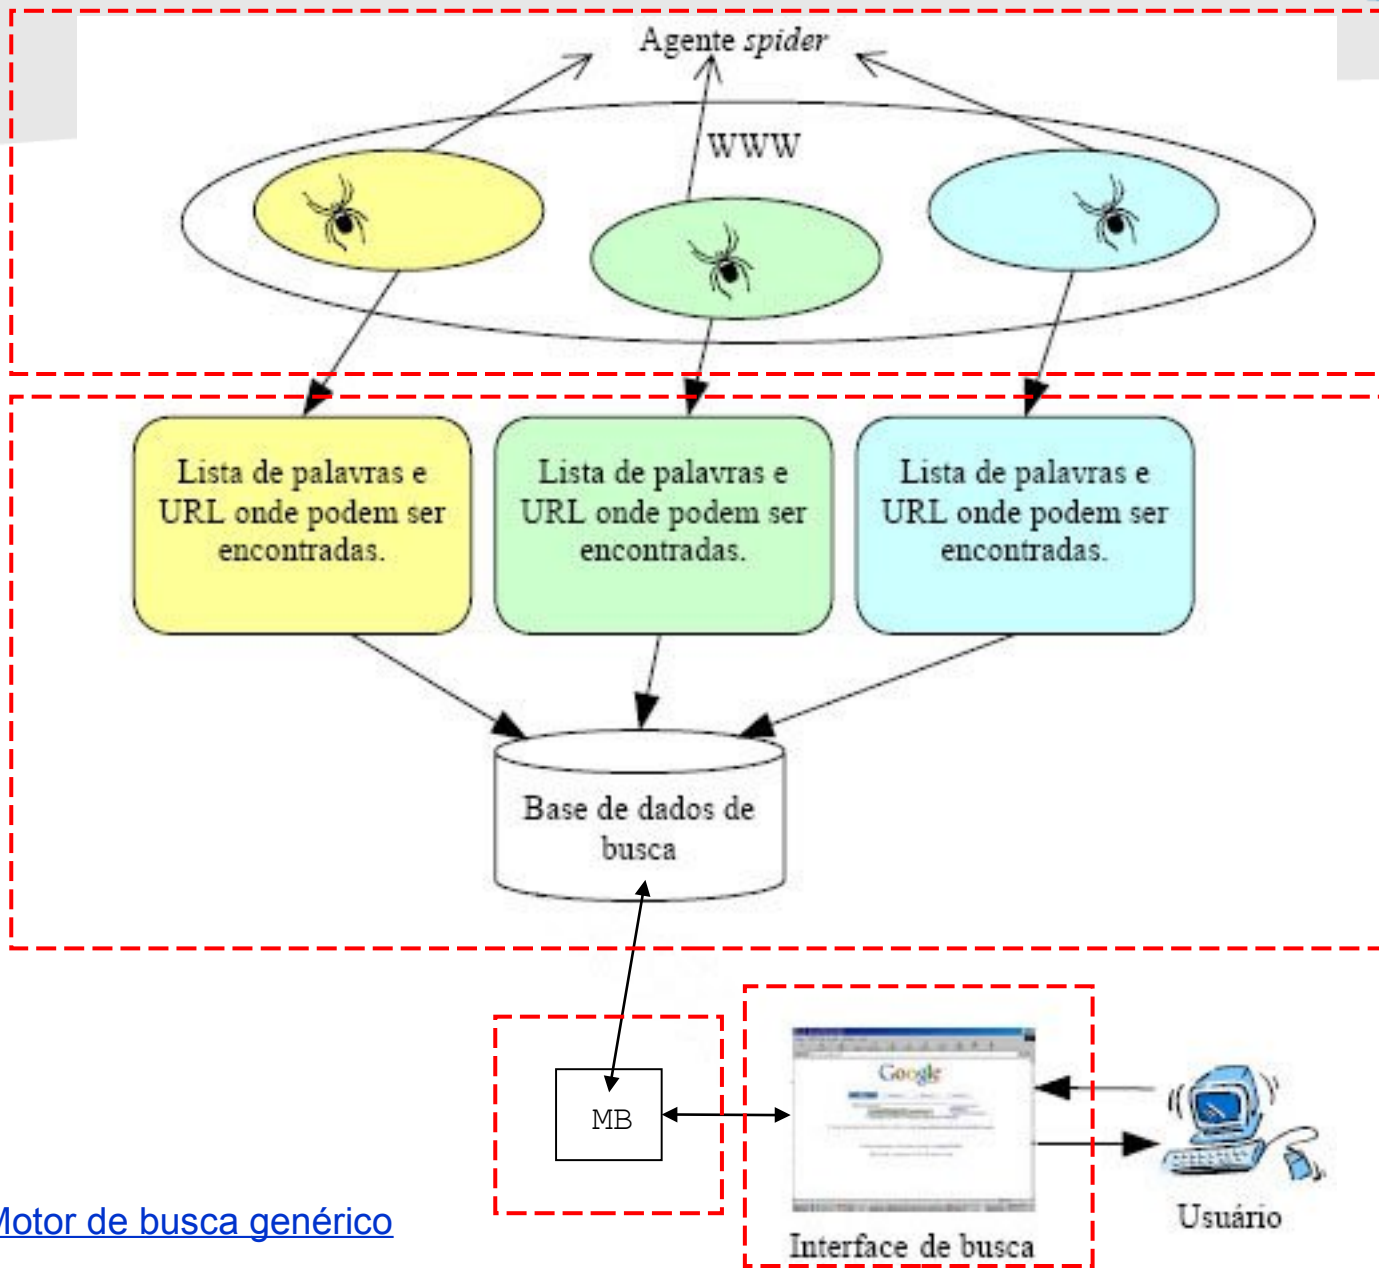 Agente spider
WWW
Lista de palavras e
URL onde podem ser
encontradas.
Lista de palavras e
URL onde podem ser
encontradas.
Lista de palavras e
URL onde podem ser
encontradas.
Base de dados de
busca
MB
Google
Interface de busca
Usuário
Motor de busca genérico